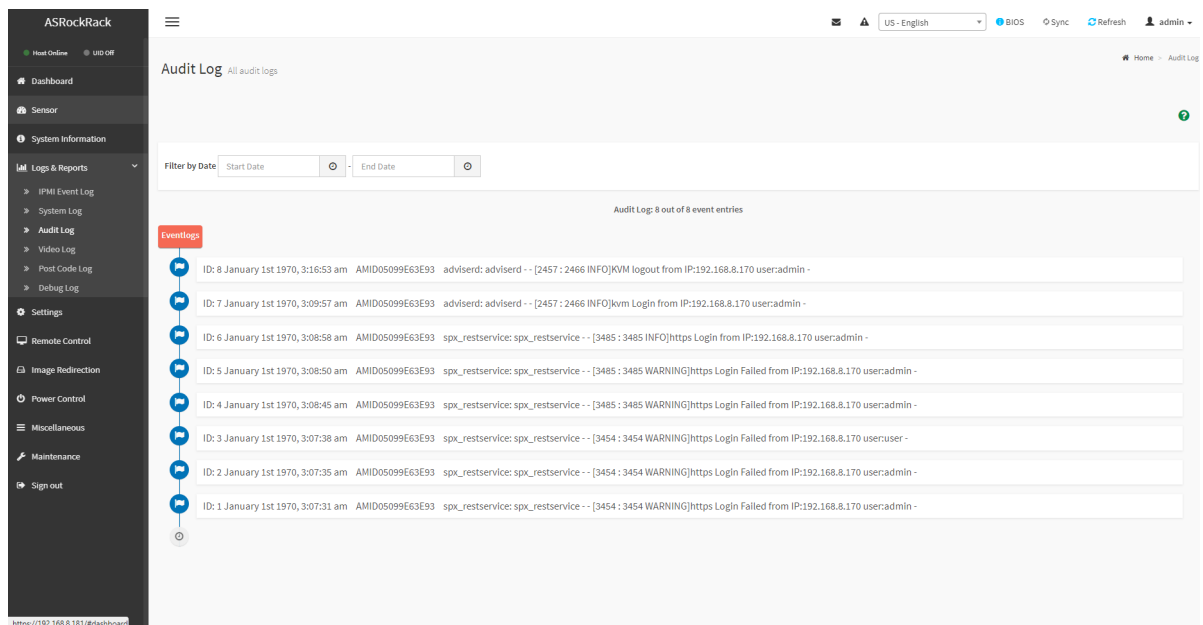 ASRockRack
US - English
BIOS
Sync
Refresh
admin
Host Online UID Off
Audit Log All audit logs
Home > Audit Log
Dashboard
Sensor
System Information
Logs & Reports
IPMI Event Log
System Log
Audit Log
Video Log
Post Code Log
Debug Log
Settings
Remote Control
Image Redirection
Power Control
Miscellaneous
Maintenance
Sign out
Filter by Date Start Date - End Date
Audit Log: 8 out of 8 event entries
Eventlogs
ID: 8 January 1st 1970, 3:16:53 am AMID05099E63E93 adviserd: adviserd - - [2457 : 2466 INFO]KVM logout from IP:192.168.8.170 user:admin -
ID: 7 January 1st 1970, 3:09:57 am AMID05099E63E93 adviserd: adviserd - - [2457 : 2466 INFO]kvm Login from IP:192.168.8.170 user:admin -
ID: 6 January 1st 1970, 3:08:58 am AMID05099E63E93 spx_restservice: spx_restservice - - [3485 : 3485 INFO]https Login from IP:192.168.8.170 user:admin -
ID: 5 January 1st 1970, 3:08:50 am AMID05099E63E93 spx_restservice: spx_restservice - - [3485 : 3485 WARNING]https Login Failed from IP:192.168.8.170 user:admin -
ID: 4 January 1st 1970, 3:08:45 am AMID05099E63E93 spx_restservice: spx_restservice - - [3485 : 3485 WARNING]https Login Failed from IP:192.168.8.170 user:admin -
ID: 3 January 1st 1970, 3:07:38 am AMID05099E63E93 spx_restservice: spx_restservice - - [3454 : 3454 WARNING]https Login Failed from IP:192.168.8.170 user:user -
ID: 2 January 1st 1970, 3:07:35 am AMID05099E63E93 spx_restservice: spx_restservice - - [3454 : 3454 WARNING]https Login Failed from IP:192.168.8.170 user:admin -
ID: 1 January 1st 1970, 3:07:31 am AMID05099E63E93 spx_restservice: spx_restservice - - [3454 : 3454 WARNING]https Login Failed from IP:192.168.8.170 user:admin -
https://192.168.8.181/#dashboard